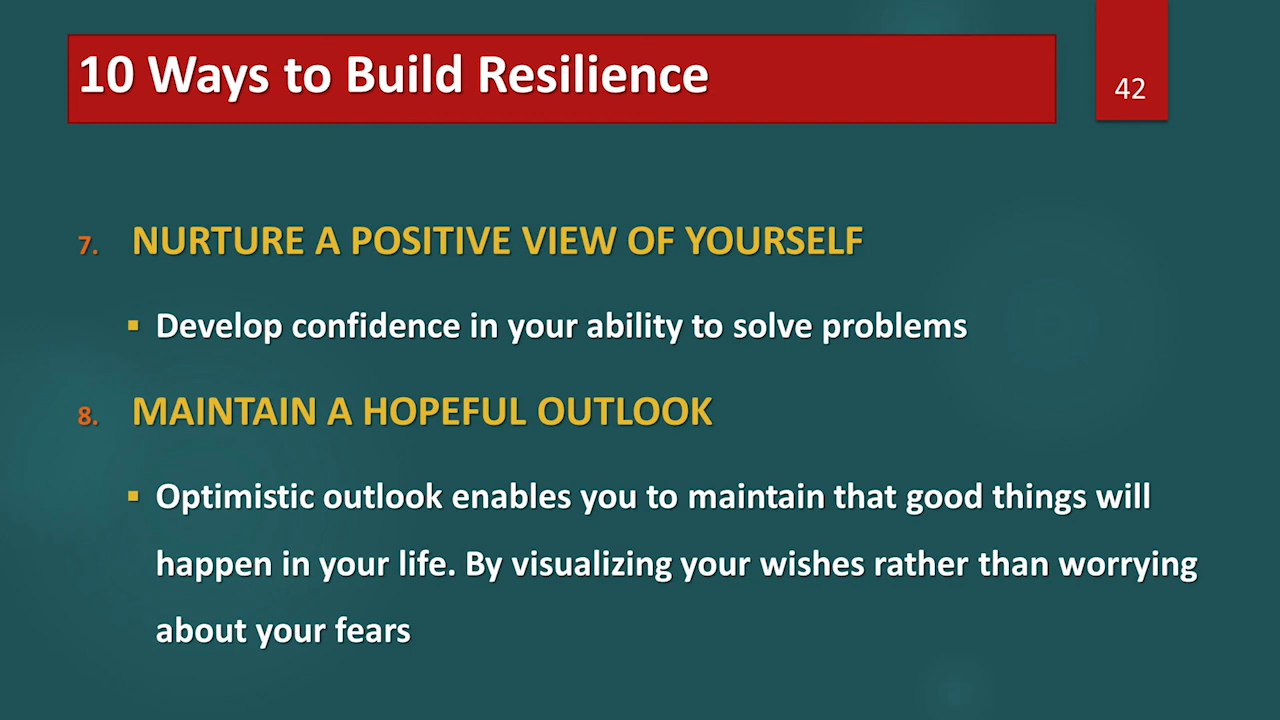 10 Ways to Build Resilience
42
7. NURTURE A POSITIVE VIEW OF YOURSELF
▪ Develop confidence in your ability to solve problems
8. MAINTAIN A HOPEFUL OUTLOOK
▪ Optimistic outlook enables you to maintain that good things will
happen in your life. By visualizing your wishes rather than worrying
about your fears